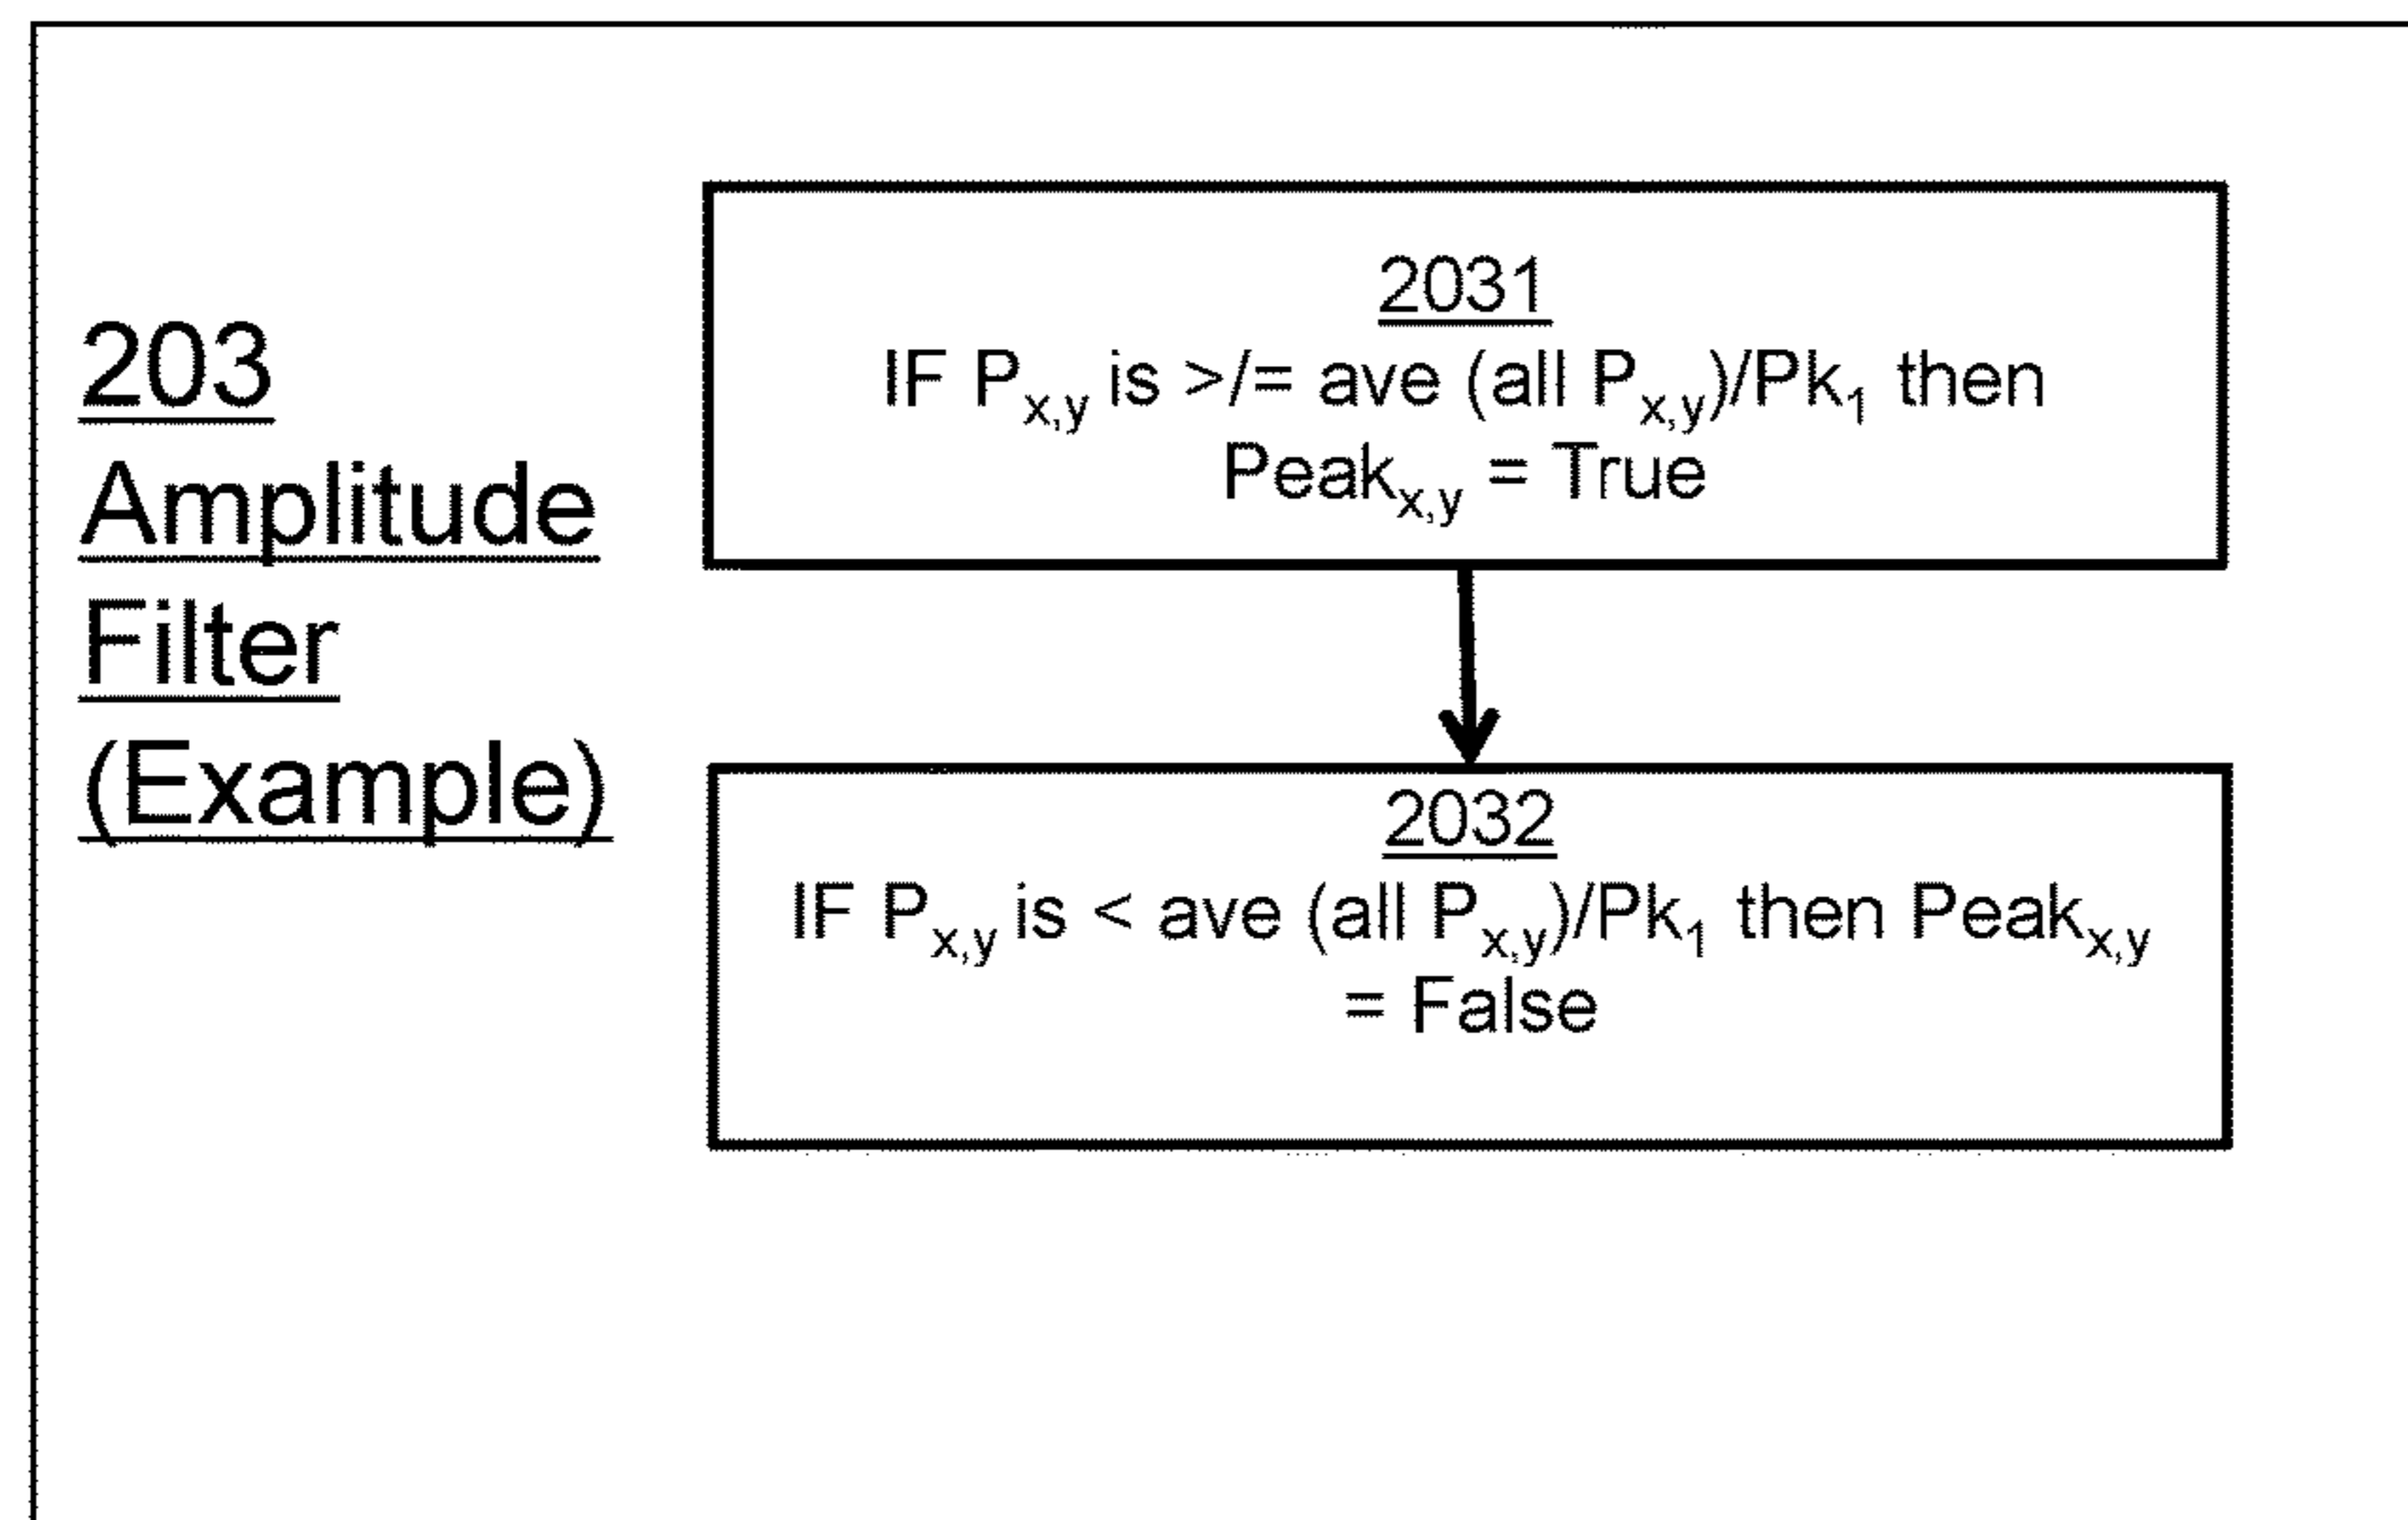 203
Amplitude
Filter
(Example)
2031
IF Px,y is >/= ave (all Px,y)/Pk1 then
Peakx,y = True
2032
IF Px,y is < ave (all Px,y)/Pk1 then Peakx,y
= False